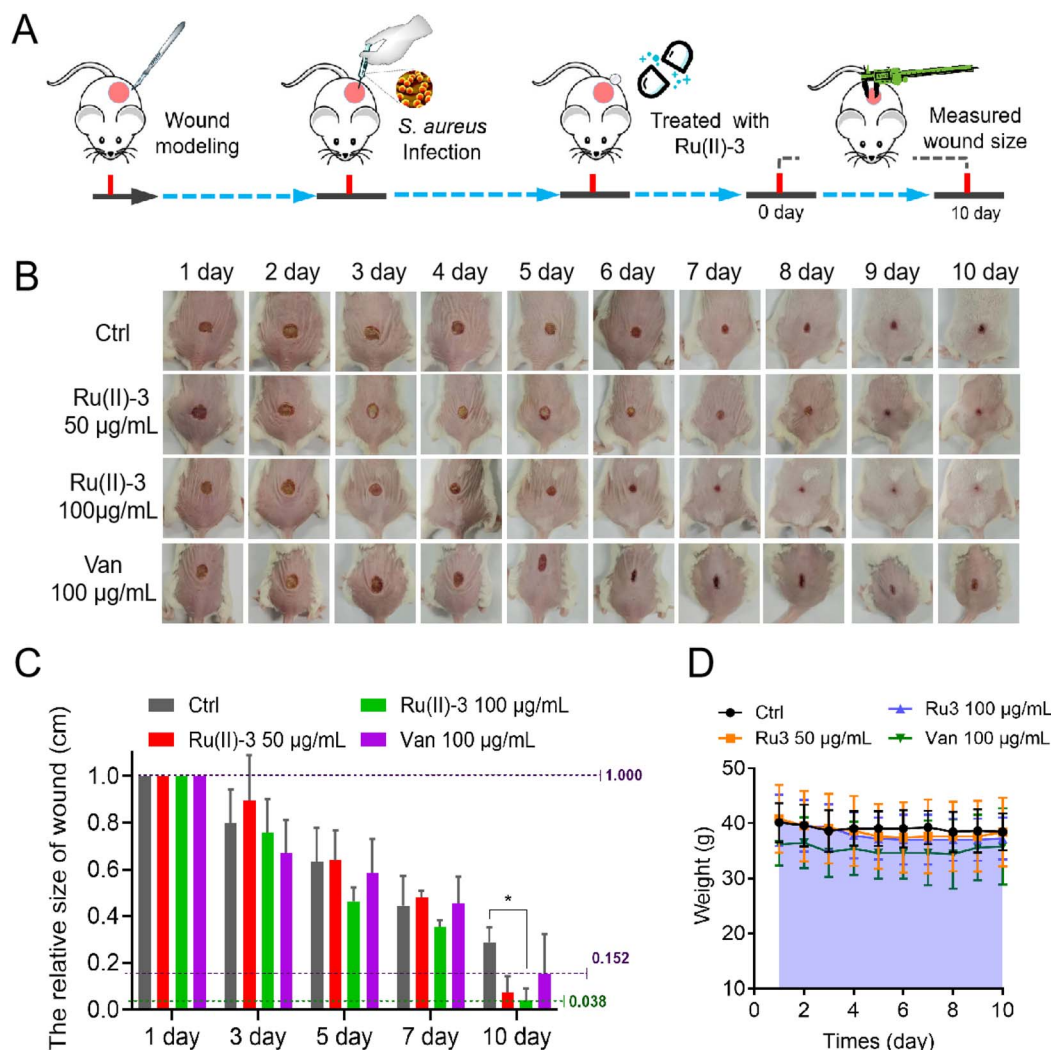 A
Wound
modeling
S. aureus
Infection
Treated with
Ru(II)-3
Measured
wound size
0 day
10 day
B
1 day 2 day 3 day 4 day 5 day 6 day 7 day 8 day 9 day 10 day
Ctrl
Ru(II)-3
50 µg/mL
Ru(II)-3
100µg/mL
Van
100 µg/mL
C
Ctrl
Ru(II)-3 100 µg/mL
Ru(II)-3 50 µg/mL
Van 100 µg/mL
The relative size of wound (cm)
1.0
0.8
0.6
0.4
0.2
0.0
1.000
*
0.152
0.038
1 day 3 day 5 day 7 day 10 day
D
Ctrl
Ru3 100 µg/mL
Ru3 50 µg/mL
Van 100 µg/mL
Weight (g)
50
40
30
20
10
0 2 4 6 8 10
Times (day)